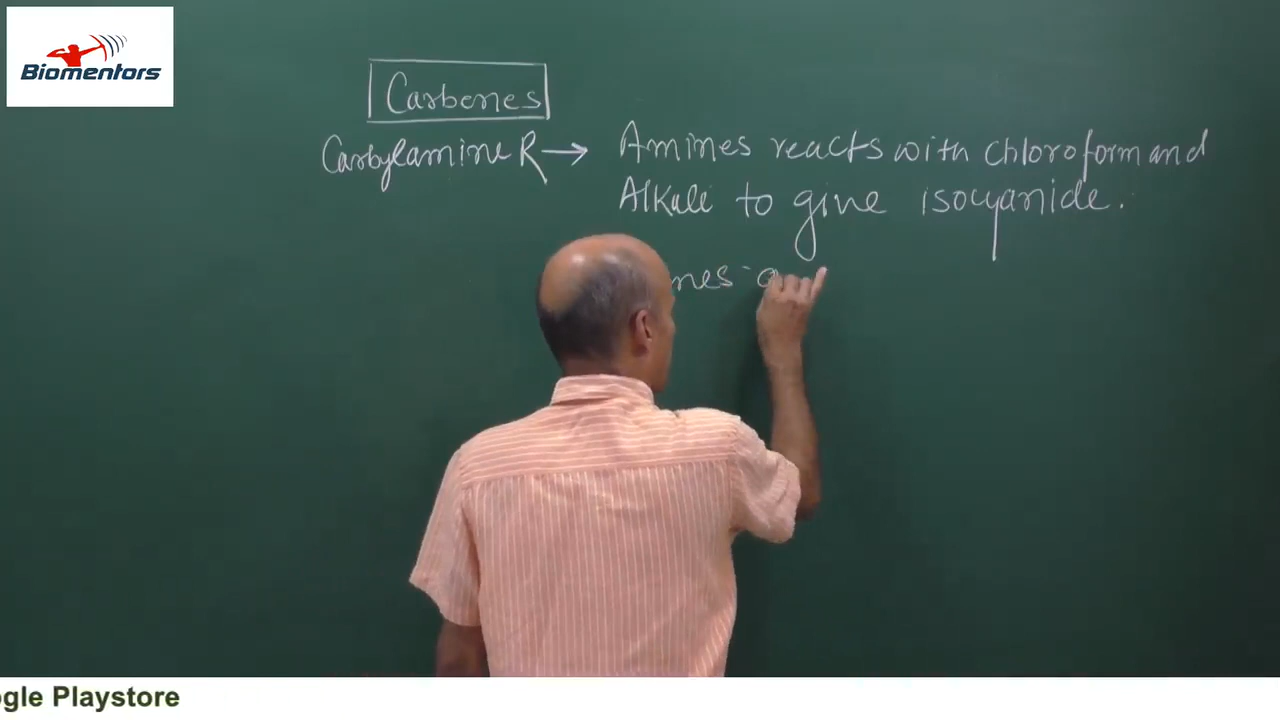 Biomentors
Carbenes
Carbylamine R → Amines reacts with chloroform and
Alkali to give isocyanide.
ogle Playstore